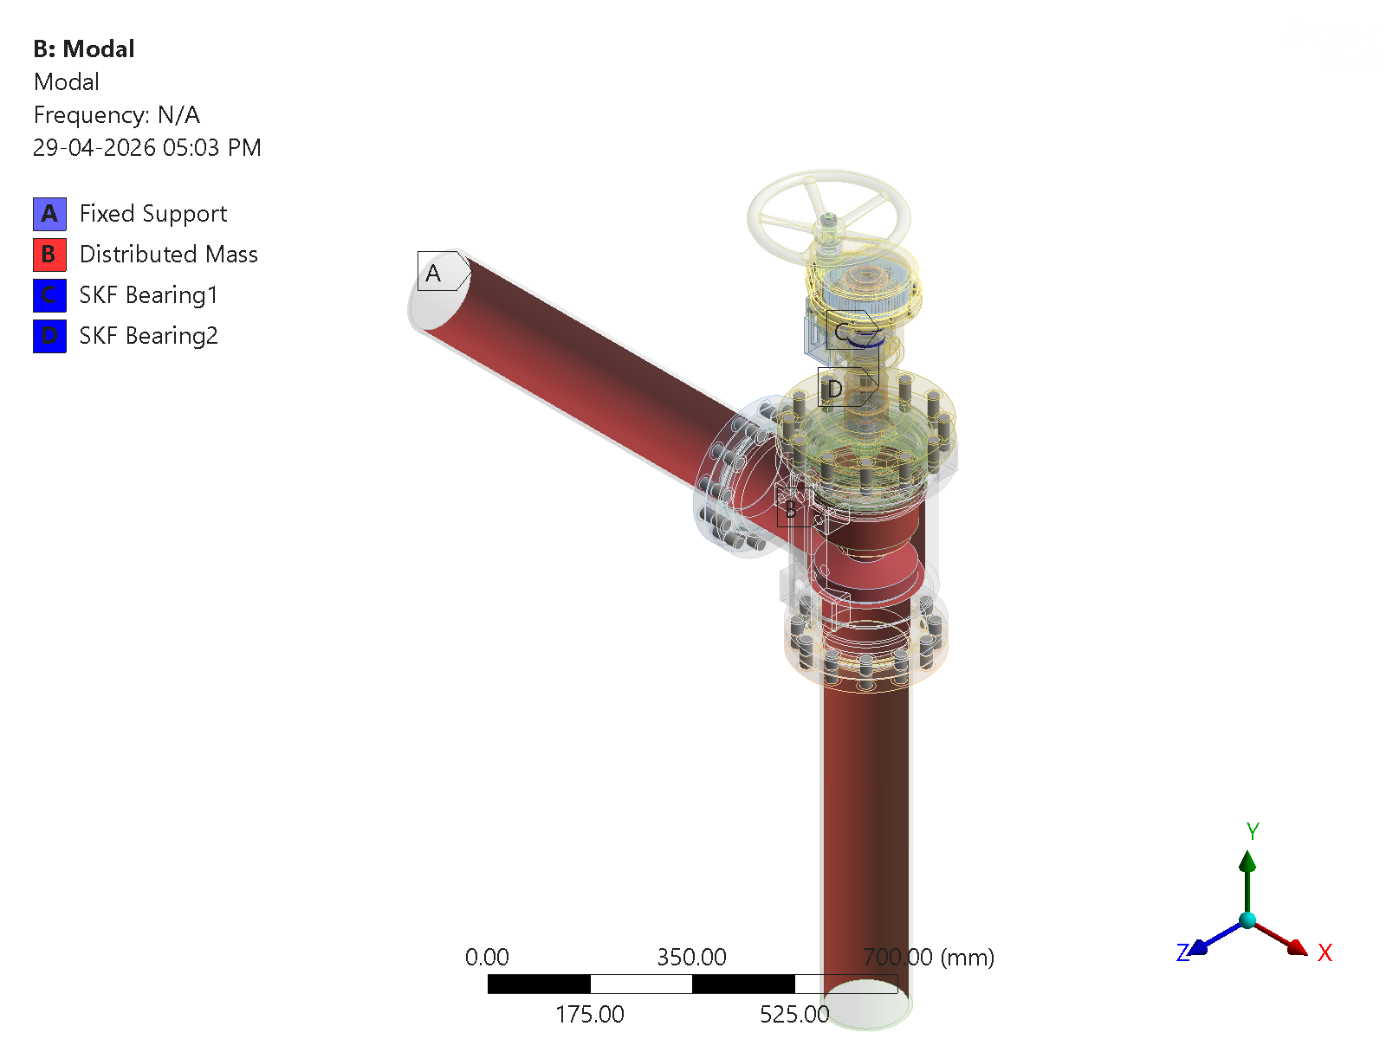 B: Modal
Modal
Frequency: N/A
29-04-2026 05:03 PM
A Fixed Support
B Distributed Mass
C SKF Bearing1
D SKF Bearing2
A
C
D
B
Y
Z X
0.00 350.00 700.00 (mm)
175.00 525.00